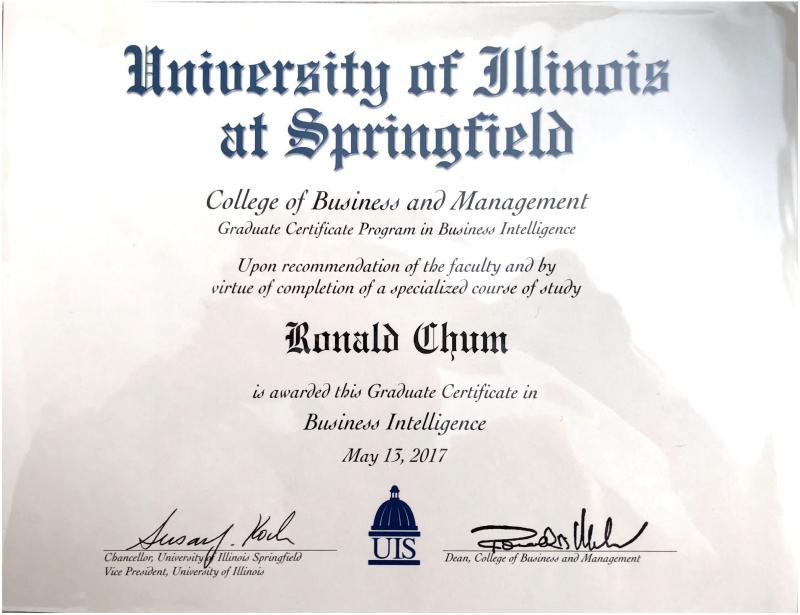 University of Illinois
at Springfield
College of Business and Management
Graduate Certificate Program in Business Intelligence
Upon recommendation of the faculty and by
virtue of completion of a specialized course of study
Ronald Chum
is awarded this Graduate Certificate in
Business Intelligence
May 13, 2017
Susan J. Koch
UIS
Chancellor, University of Illinois Springfield
Vice President, University of Illinois
Dean, College of Business and Management